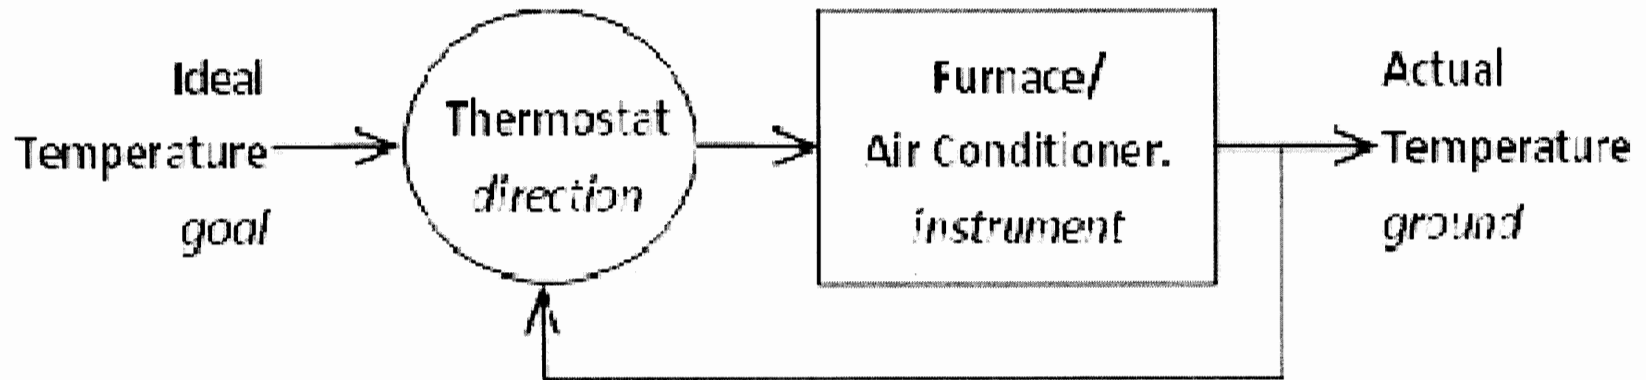 Ideal
Temperature
goal
Thermostat
direction
Furnace/
Air Conditioner.
instrument
Actual
Temperature
ground